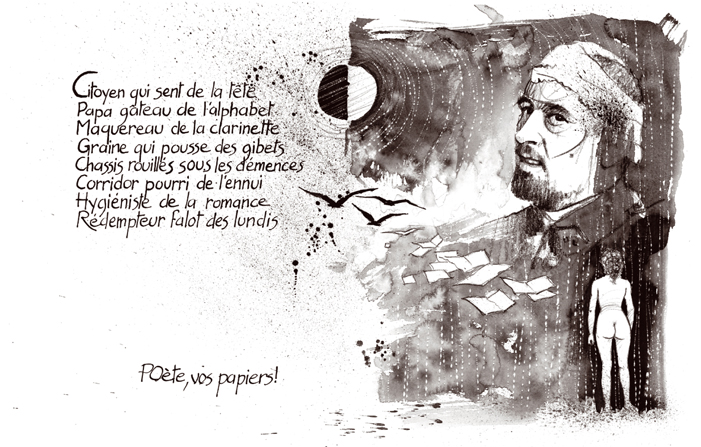 Citoyen qui sent de la tête
Papa gâteau de l'alphabet
Maquereau de la clarinette
Graine qui pousse des gibets
Chassis rouillés sous les démences
Corridor pourri de l'ennui
Hygiéniste de la romance
Rédempteur falot des lundis
POète, vos papiers!